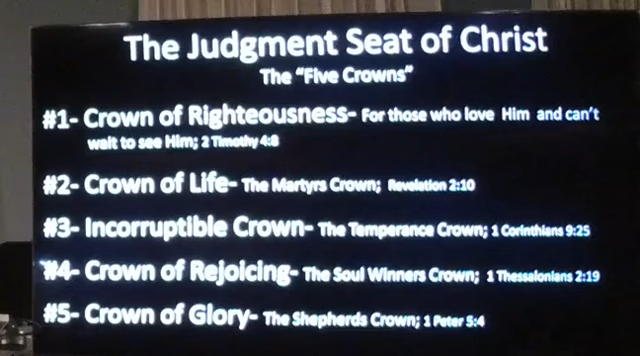 The Judgment Seat of Christ
The "Five Crowns"
#1- Crown of Righteousness- For those who love Him and can't
wait to see Him; 2 Timothy 4:8
#2- Crown of Life- The Martyrs Crown; Revelation 2:10
#3- Incorruptible Crown- The Temperance Crown; 1 Corinthians 9:25
#4- Crown of Rejoicing- The Soul Winners Crown; 1 Thessalonians 2:19
#5- Crown of Glory- The Shepherds Crown; 1 Peter 5:4